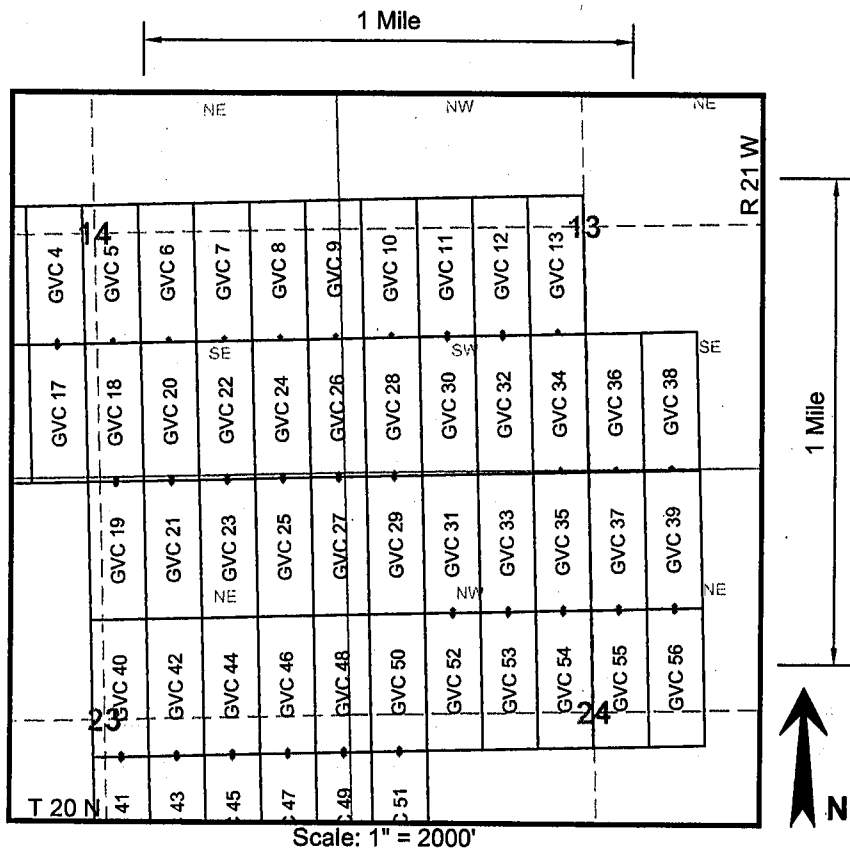 1 Mile
NE
NW
NE
R 21 W
14
13
GVC 4
GVC 5
GVC 6
GVC 7
GVC 8
GVC 9
GVC 10
GVC 11
GVC 12
GVC 13
SE
SW
SE
GVC 17
GVC 18
GVC 20
GVC 22
GVC 24
GVC 26
GVC 28
GVC 30
GVC 32
GVC 34
GVC 36
GVC 38
1 Mile
GVC 19
GVC 21
GVC 23
GVC 25
GVC 27
GVC 29
GVC 31
GVC 33
GVC 35
GVC 37
GVC 39
NE
NW
NE
GVC 40
GVC 42
GVC 44
GVC 46
GVC 48
GVC 50
GVC 52
GVC 53
GVC 54
GVC 55
GVC 56
23
24
T 20 N
41
43
C 45
C 47
C 49
C 51
N
Scale: 1" = 2000'